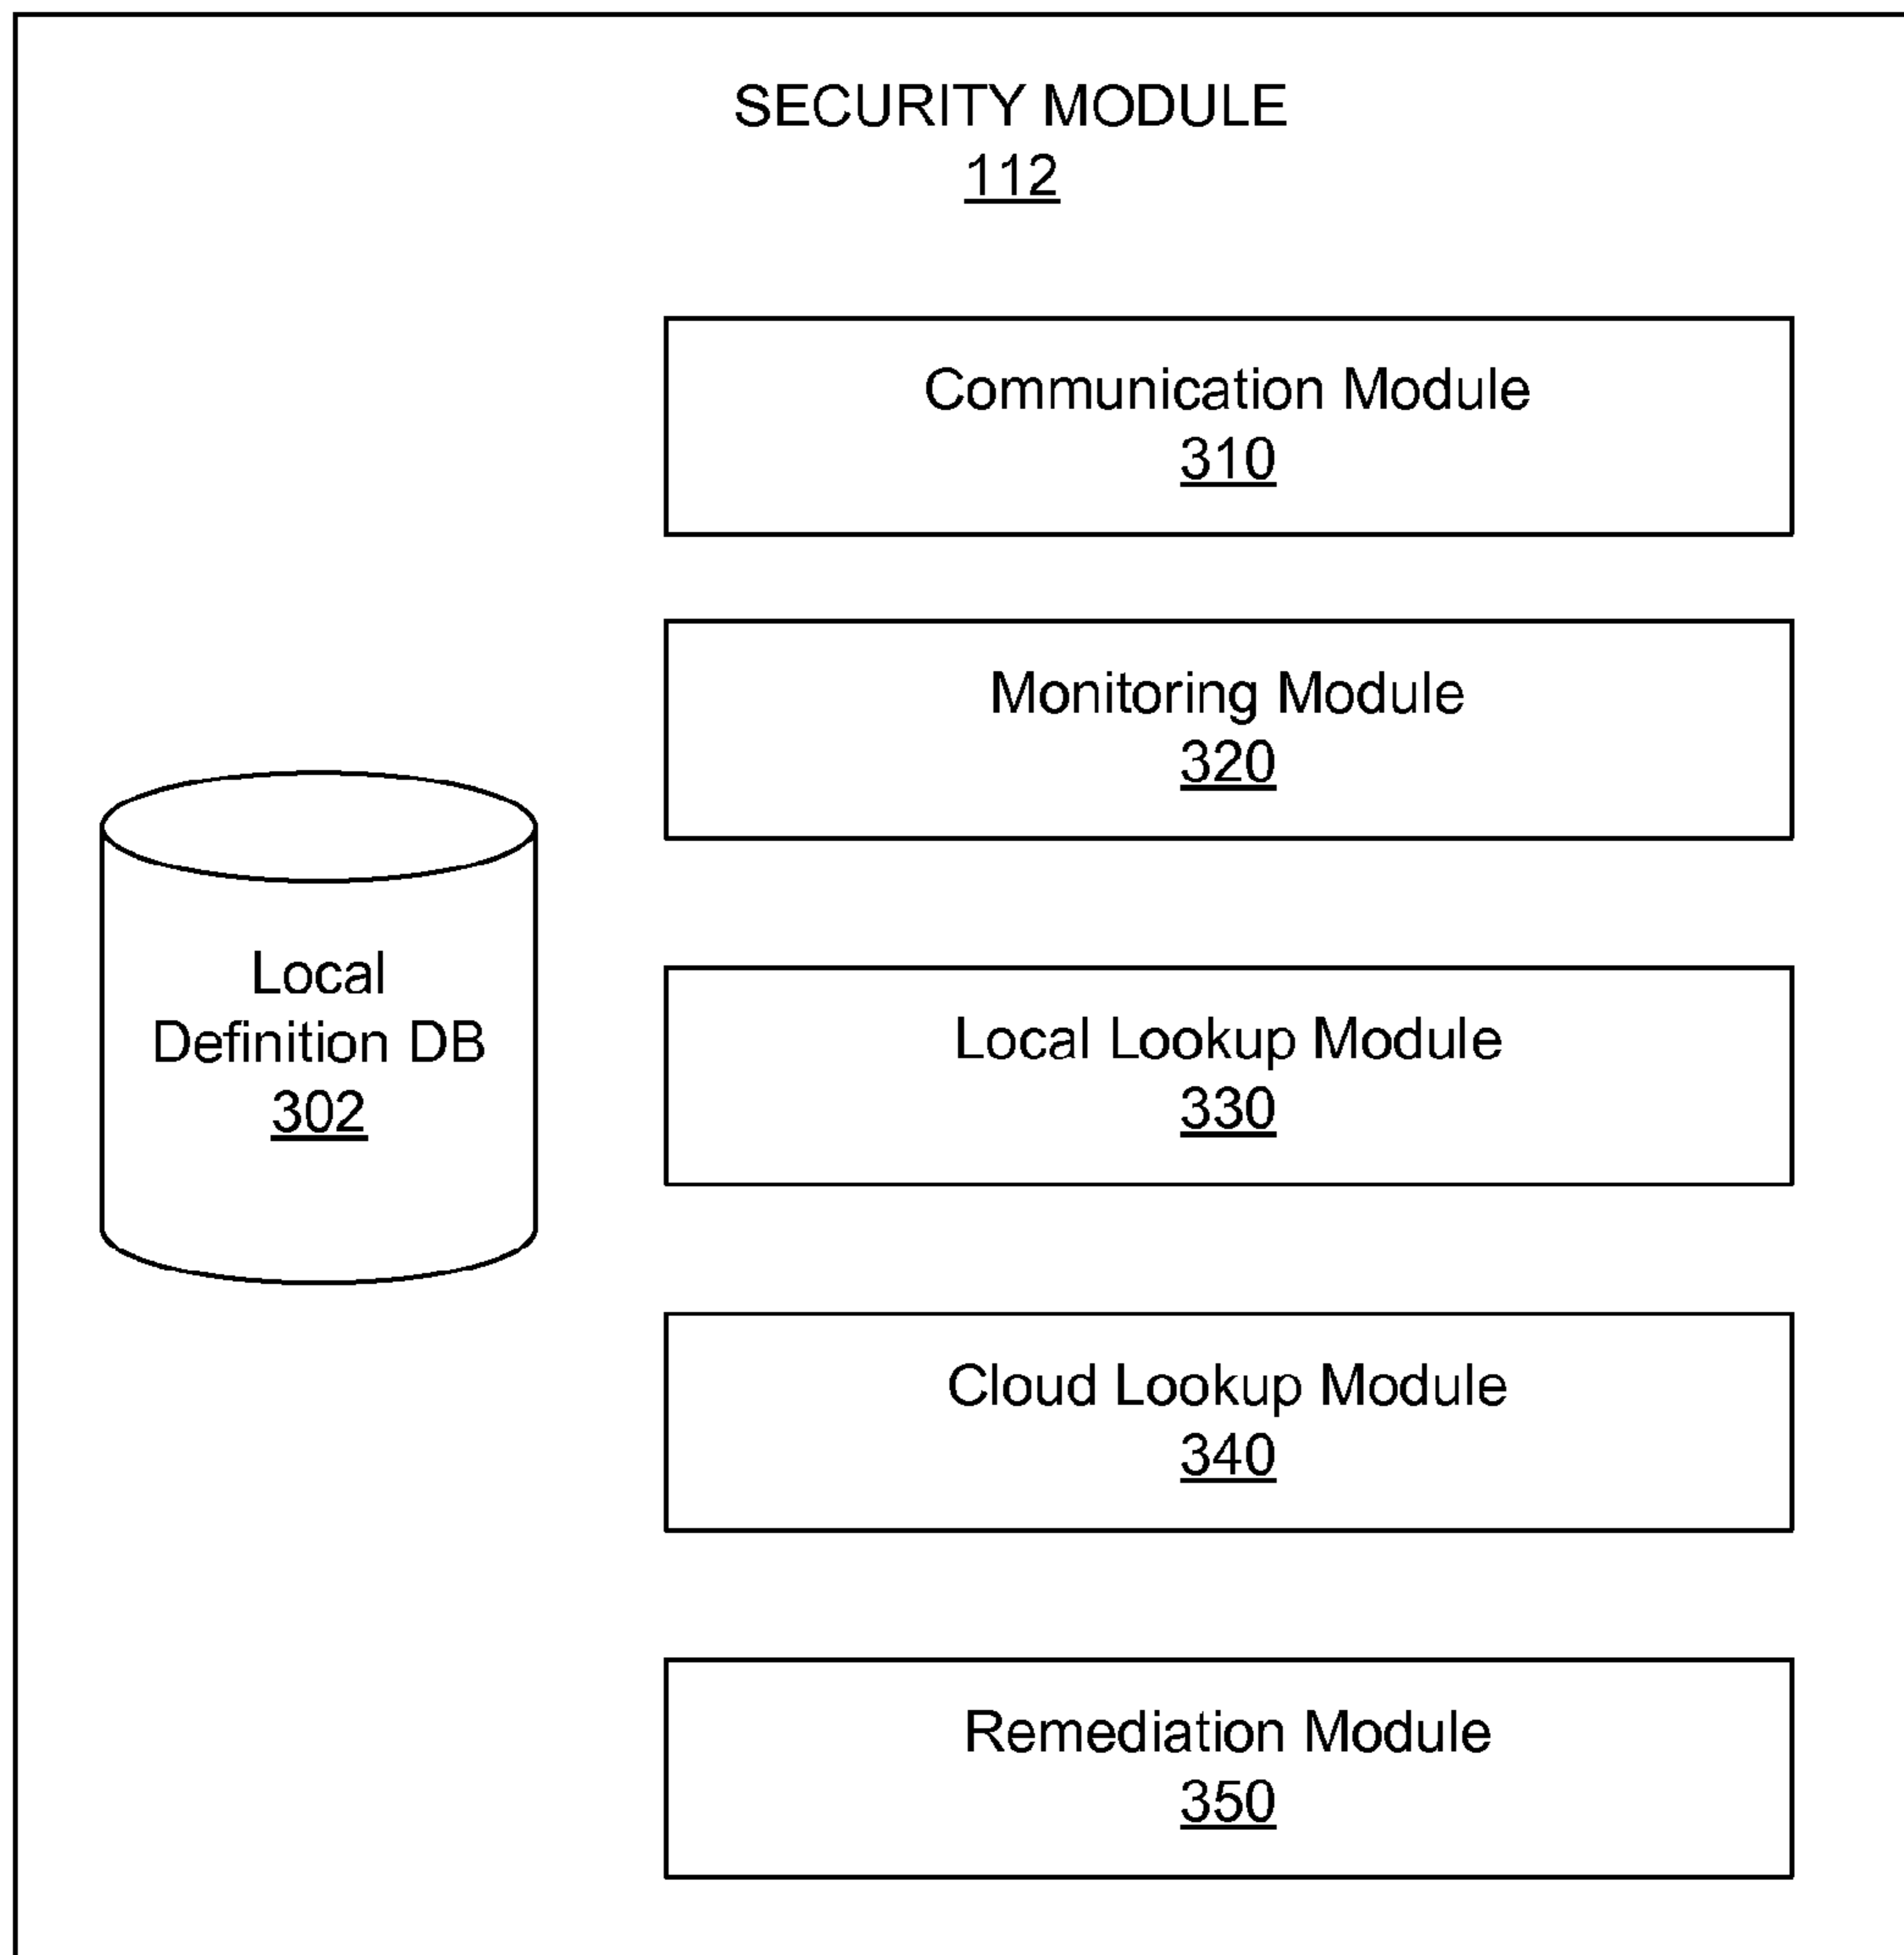 SECURITY MODULE
112
Communication Module
310
Monitoring Module
320
Local
Definition DB
302
Local Lookup Module
330
Cloud Lookup Module
340
Remediation Module
350